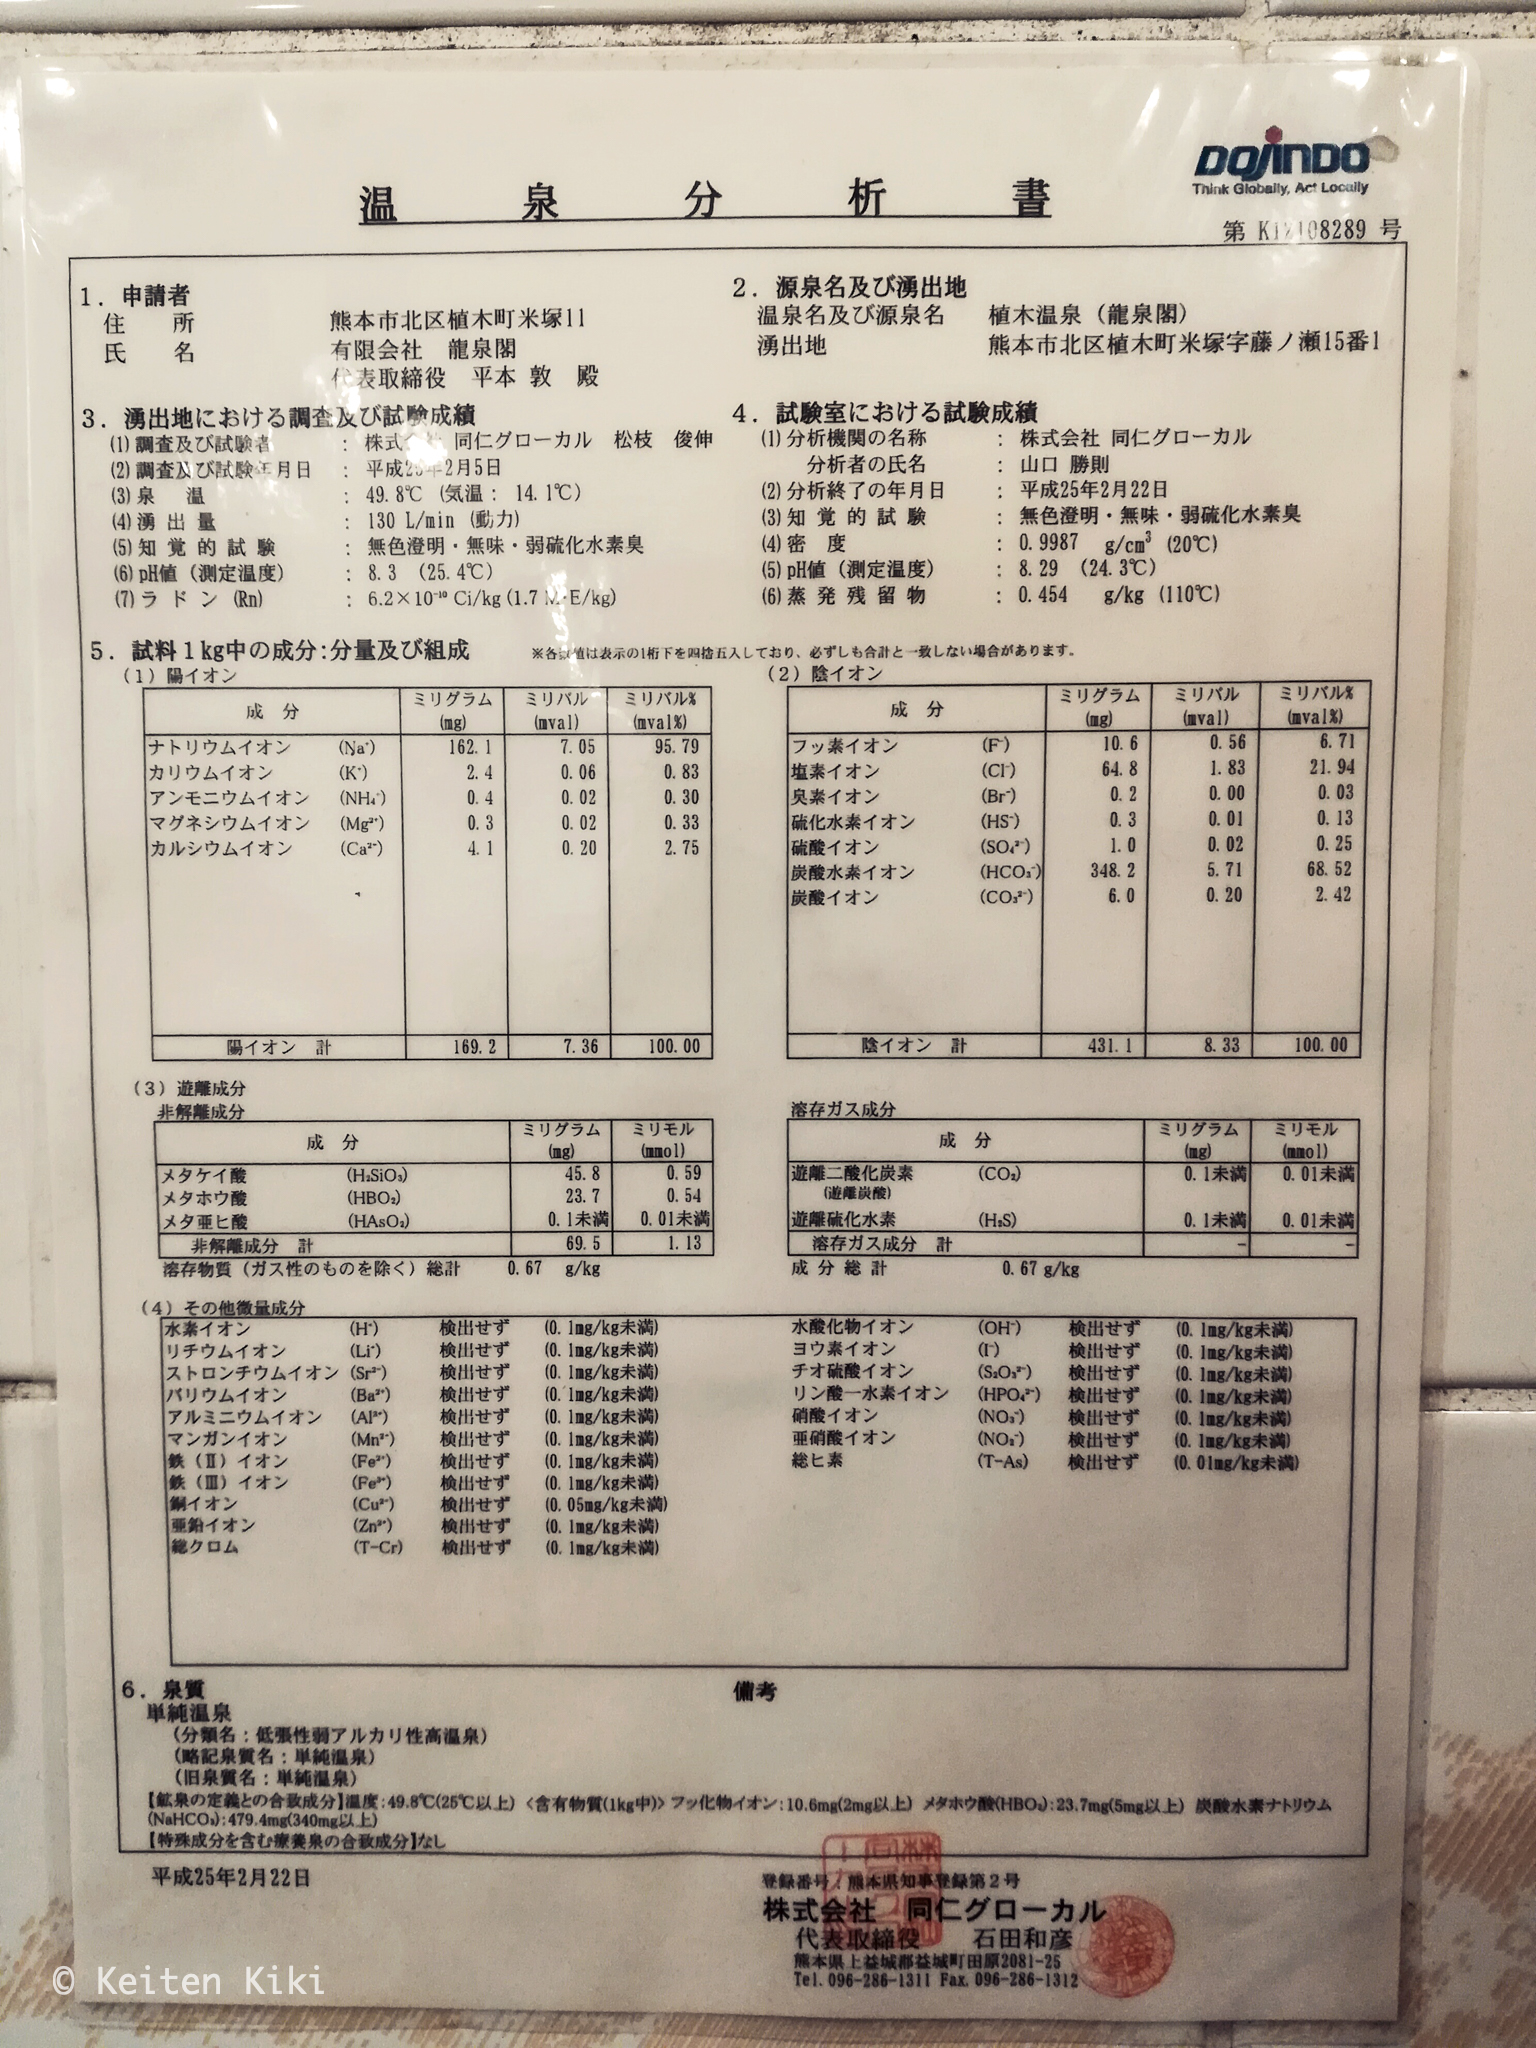 DOJINDO
Think Globally, Act Locally
温泉分析書
第 K12108289 号
1. 申請者
住 所 熊本市北区植木町米塚11
氏 名 有限会社 龍泉閣
代表取締役 平本 敦 殿
2. 源泉名及び湧出地
温泉名及び源泉名 植木温泉（龍泉閣）
湧出地 熊本市北区植木町米塚字藤ノ瀬15番1
3. 湧出地における調査及び試験成績
(1) 調査及び試験者 : 株式会社 同仁グローカル 松枝 俊伸
(2) 調査及び試験年月日 : 平成25年2月5日
(3) 泉 温 : 49.8℃ (気温 : 14.1℃)
(4) 湧出量 : 130 L/min (動力)
(5) 知覚的試験 : 無色澄明・無味・弱硫化水素臭
(6) pH値（測定温度） : 8.3 (25.4℃)
(7) ラドン (Rn) : 6.2×10⁻¹⁰ Ci/kg (1.7 M・E/kg)
4. 試験室における試験成績
(1) 分析機関の名称 : 株式会社 同仁グローカル
分析者の氏名 : 山口 勝則
(2) 分析終了の年月日 : 平成25年2月22日
(3) 知覚的試験 : 無色澄明・無味・弱硫化水素臭
(4) 密 度 : 0.9987 g/cm³ (20℃)
(5) pH値（測定温度） : 8.29 (24.3℃)
(6) 蒸発残留物 : 0.454 g/kg (110℃)
5. 試料1kg中の成分:分量及び組成 ※各数値は表示の1桁下を四捨五入しており、必ずしも合計と一致しない場合があります。
(1) 陽イオン
成 分 ミリグラム(mg) ミリバル(mval) ミリバル%(mval%)
ナトリウムイオン (Na⁺) 162.1 7.05 95.79
カリウムイオン (K⁺) 2.4 0.06 0.83
アンモニウムイオン (NH₄⁺) 0.4 0.02 0.30
マグネシウムイオン (Mg²⁺) 0.3 0.02 0.33
カルシウムイオン (Ca²⁺) 4.1 0.20 2.75
陽イオン 計 169.2 7.36 100.00
(2) 陰イオン
成 分 ミリグラム(mg) ミリバル(mval) ミリバル%(mval%)
フッ素イオン (F⁻) 10.6 0.56 6.71
塩素イオン (Cl⁻) 64.8 1.83 21.94
臭素イオン (Br⁻) 0.2 0.00 0.03
硫化水素イオン (HS⁻) 0.3 0.01 0.13
硫酸イオン (SO₄²⁻) 1.0 0.02 0.25
炭酸水素イオン (HCO₃⁻) 348.2 5.71 68.52
炭酸イオン (CO₃²⁻) 6.0 0.20 2.42
陰イオン 計 431.1 8.33 100.00
(3) 遊離成分
非解離成分
成 分 ミリグラム(mg) ミリモル(mmol)
メタケイ酸 (H₂SiO₃) 45.8 0.59
メタホウ酸 (HBO₂) 23.7 0.54
メタ亜ヒ酸 (HAsO₂) 0.1未満 0.01未満
非解離成分 計 69.5 1.13
溶存物質（ガス性のものを除く）総計 0.67 g/kg
溶存ガス成分
成 分 ミリグラム(mg) ミリモル(mmol)
遊離二酸化炭素 (CO₂) 0.1未満 0.01未満
(遊離炭酸)
遊離硫化水素 (H₂S) 0.1未満 0.01未満
溶存ガス成分 計 － －
成分総計 0.67 g/kg
(4) その他微量成分
水素イオン (H⁺) 検出せず (0.1mg/kg未満)
リチウムイオン (Li⁺) 検出せず (0.1mg/kg未満)
ストロンチウムイオン (Sr²⁺) 検出せず (0.1mg/kg未満)
バリウムイオン (Ba²⁺) 検出せず (0.1mg/kg未満)
アルミニウムイオン (Al³⁺) 検出せず (0.1mg/kg未満)
マンガンイオン (Mn²⁺) 検出せず (0.1mg/kg未満)
鉄（Ⅱ）イオン (Fe²⁺) 検出せず (0.1mg/kg未満)
鉄（Ⅲ）イオン (Fe³⁺) 検出せず (0.1mg/kg未満)
銅イオン (Cu²⁺) 検出せず (0.05mg/kg未満)
亜鉛イオン (Zn²⁺) 検出せず (0.1mg/kg未満)
総クロム (T-Cr) 検出せず (0.1mg/kg未満)
水酸化物イオン (OH⁻) 検出せず (0.1mg/kg未満)
ヨウ素イオン (I⁻) 検出せず (0.1mg/kg未満)
チオ硫酸イオン (S₂O₃²⁻) 検出せず (0.1mg/kg未満)
リン酸一水素イオン (HPO₄²⁻) 検出せず (0.1mg/kg未満)
硝酸イオン (NO₃⁻) 検出せず (0.1mg/kg未満)
亜硝酸イオン (NO₂⁻) 検出せず (0.1mg/kg未満)
総ヒ素 (T-As) 検出せず (0.01mg/kg未満)
6. 泉質
単純温泉
(分類名 : 低張性弱アルカリ性高温泉)
(略記泉質名 : 単純温泉)
(旧泉質名 : 単純温泉)
備考
【鉱泉の定義との合致成分】温度:49.8℃(25℃以上) <含有物質(1kg中)> フッ化物イオン:10.6mg(2mg以上) メタホウ酸(HBO₂):23.7mg(5mg以上) 炭酸水素ナトリウム
(NaHCO₃):479.4mg(340mg以上)
【特殊成分を含む療養泉の合致成分】なし
平成25年2月22日
登録番号 : 熊本県知事登録第2号
株式会社 同仁グローカル
代表取締役 石田和彦
熊本県上益城郡益城町田原2081-25
Tel. 096-286-1311 Fax. 096-286-1312
© Keiten Kiki